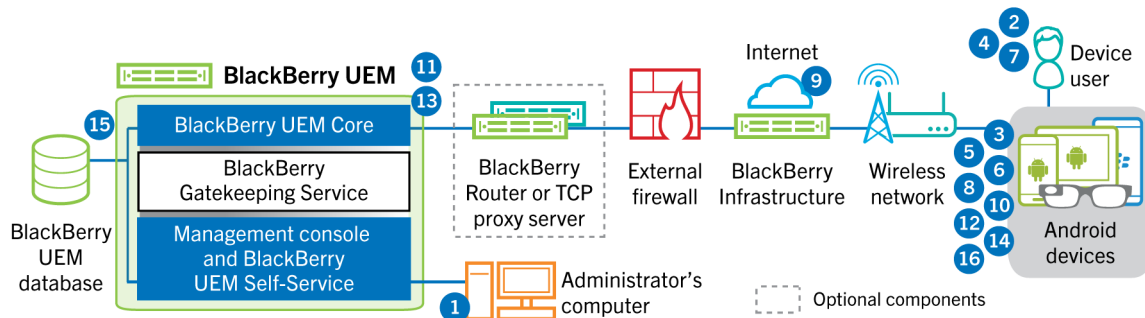 BlackBerry UEM
11
13
15
BlackBerry UEM Core
BlackBerry
Gatekeeping Service
Management console
and BlackBerry
UEM Self-Service
BlackBerry
UEM
database
1
Administrator's
computer
BlackBerry
Router or TCP
proxy server
External
firewall
Internet
9
BlackBerry
Infrastructure
Wireless
network
2
4
7
Device
user
3
5
6
8
10
12
14
16
Android
devices
Optional components